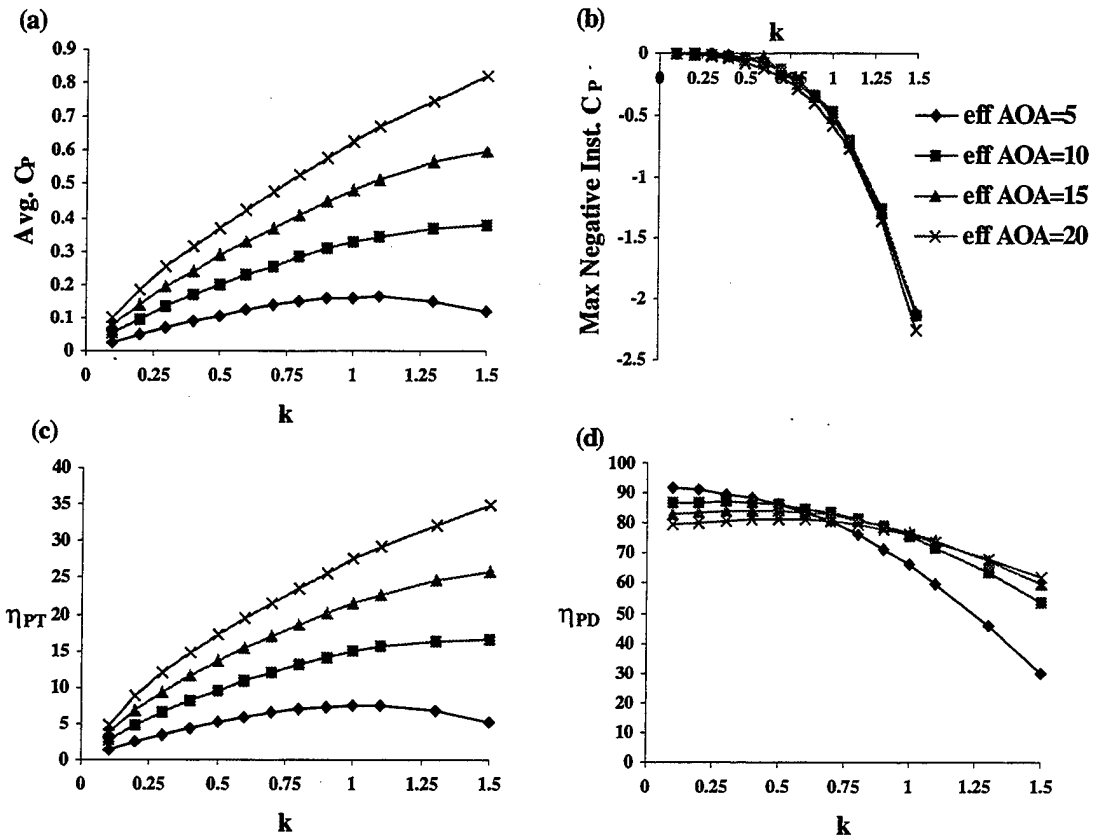 (a)
0.9
0.8
0.7
0.6
0.5
0.4
0.3
0.2
0.1
0
Avg. CP
0 0.25 0.5 0.75 1 1.25 1.5
k
(b)
k
0 0.25 0.5 0.75 1 1.25 1.5
0
-0.5
-1
-1.5
-2
-2.5
Max Negative Inst. CP
eff AOA=5
eff AOA=10
eff AOA=15
eff AOA=20
(c)
40
35
30
25
20
15
10
5
0
ηPT
0 0.25 0.5 0.75 1 1.25 1.5
k
(d)
100
90
80
70
60
50
40
30
20
10
0
ηPD
0 0.25 0.5 0.75 1 1.25 1.5
k